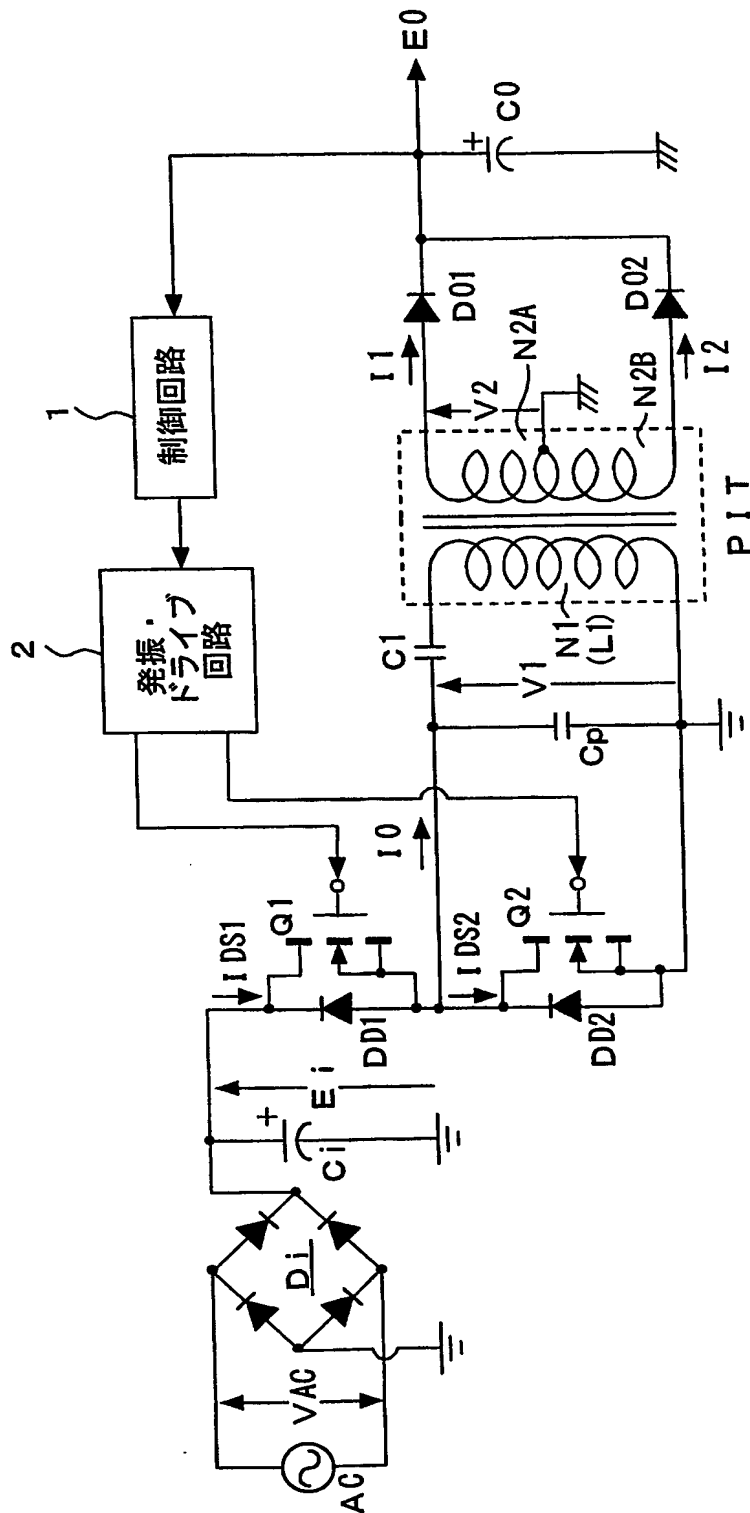 AC
VAC
Di
Ci
+
Ei
IDS1
Q1
DD1
IDS2
Q2
DD2
2
発振・
ドライブ
回路
1
制御回路
I0
Cp
V1
C1
N1
(L1)
PIT
V2
N2A
N2B
I1
I2
DO1
DO2
+
C0
E0